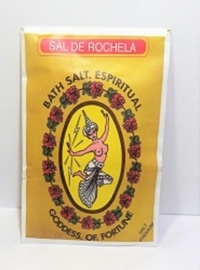 SAL DE ROCHELA
BATH SALT. ESPIRITUAL
GODDESS. OF. FORTUNE